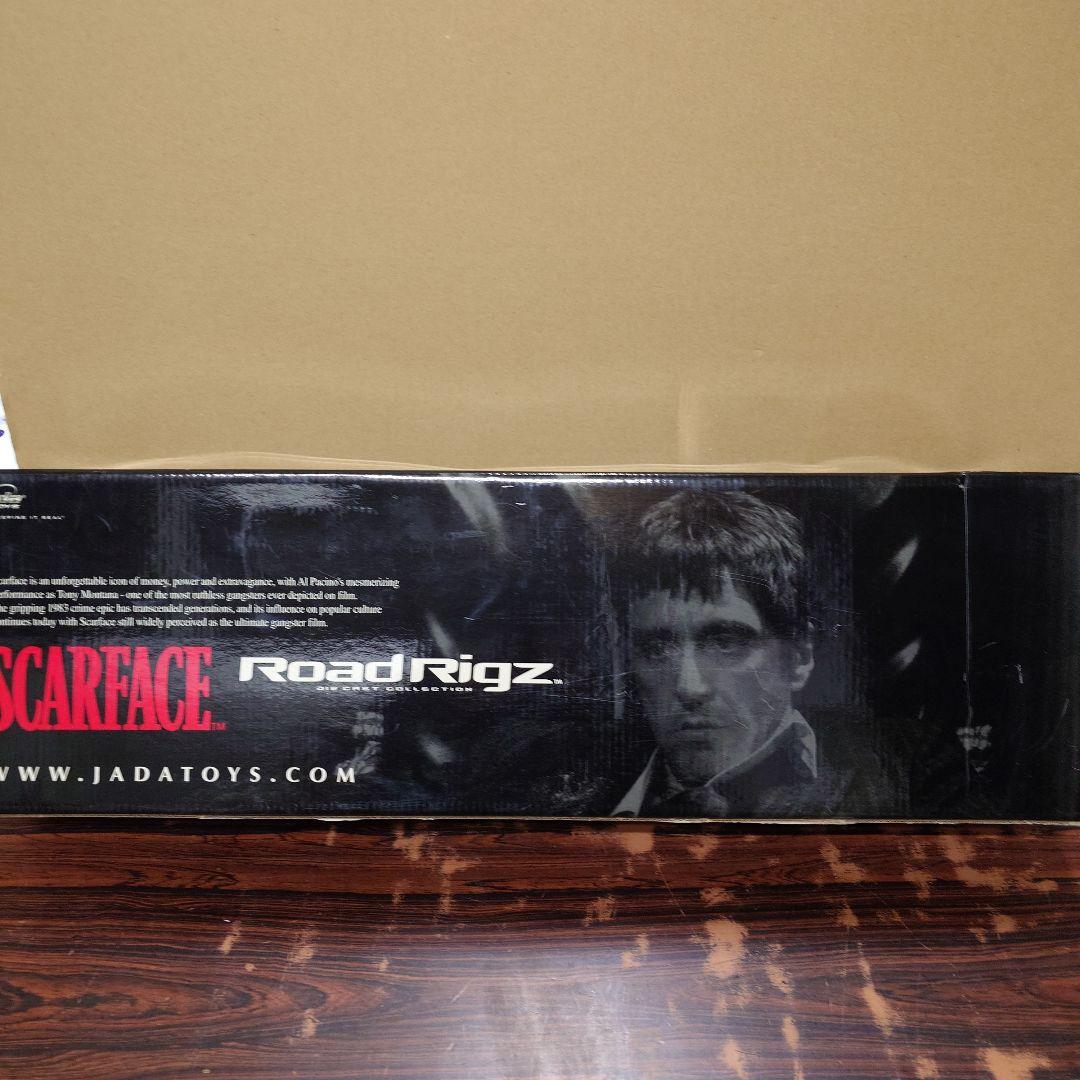 carface is an unforgettable icon of money, power and extravagance, with Al Pacino's mesmerizing
erformance as Tony Montana - one of the most ruthless gangsters ever depicted on film.
he gripping 1983 crime epic has transcended generations, and its influence on popular culture
ontinues today with Scarface still widely perceived as the ultimate gangster film.
SCARFACE™
RoadRigz™
DIE CAST COLLECTION
WWW.JADATOYS.COM